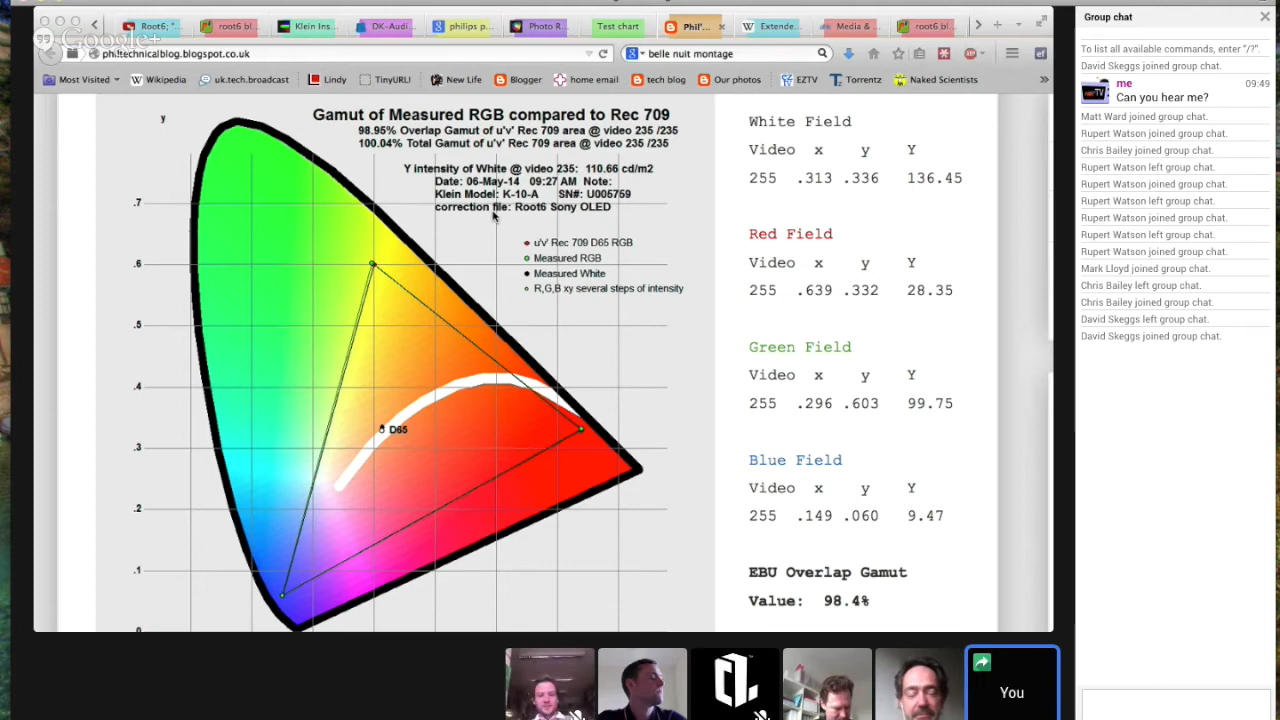 Google+
Root6; "
root6 bl
Klein Ins
DK-Audi
philips p
Photo R
Test chart
Phil'...
Extende
Media &
root6 bl
philtechnicalblog.blogspot.co.uk
belle nuit montage
Most Visited
Wikipedia
uk.tech.broadcast
Lindy
TinyURL!
New Life
Blogger
home email
tech blog
Our photos
EZTV
Torrentz
Naked Scientists
y
Gamut of Measured RGB compared to Rec 709
98.95% Overlap Gamut of u'v' Rec 709 area @ video 235 /235
100.04% Total Gamut of u'v' Rec 709 area @ video 235 /235
Y intensity of White @ video 235: 110.66 cd/m2
Date: 06-May-14 09:27 AM Note:
Klein Model: K-10-A SN#: U005759
correction file: Root6 Sony OLED
u'v' Rec 709 D65 RGB
Measured RGB
Measured White
R,G,B xy several steps of intensity
.7
.6
.5
.4
.3
.2
.1
0
D65
White Field
Video x y Y
255 .313 .336 136.45
Red Field
Video x y Y
255 .639 .332 28.35
Green Field
Video x y Y
255 .296 .603 99.75
Blue Field
Video x y Y
255 .149 .060 9.47
EBU Overlap Gamut
Value: 98.4%
CL
You
Group chat
To list all available commands, enter "/?".
David Skeggs joined group chat.
me 09:49
Can you hear me?
Matt Ward joined group chat.
Rupert Watson joined group chat.
Chris Bailey joined group chat.
Rupert Watson left group chat.
Rupert Watson joined group chat.
Rupert Watson left group chat.
Rupert Watson joined group chat.
Rupert Watson left group chat.
Rupert Watson joined group chat.
Mark Lloyd joined group chat.
Chris Bailey left group chat.
Chris Bailey joined group chat.
David Skeggs left group chat.
David Skeggs joined group chat.